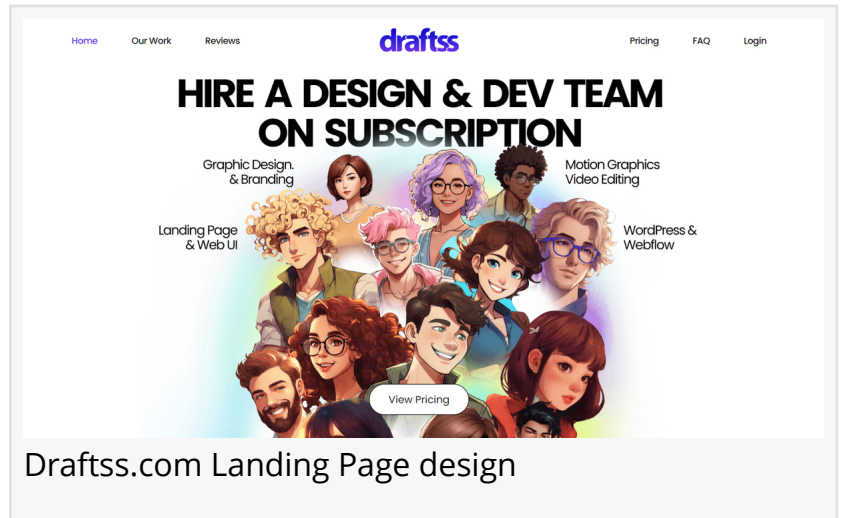 Home Our Work Reviews draftss Pricing FAQ Login
HIRE A DESIGN & DEV TEAM
ON SUBSCRIPTION
Graphic Design.
& Branding
Motion Graphics
Video Editing
Landing Page
& Web UI
WordPress &
Webflow
View Pricing
Draftss.com Landing Page design